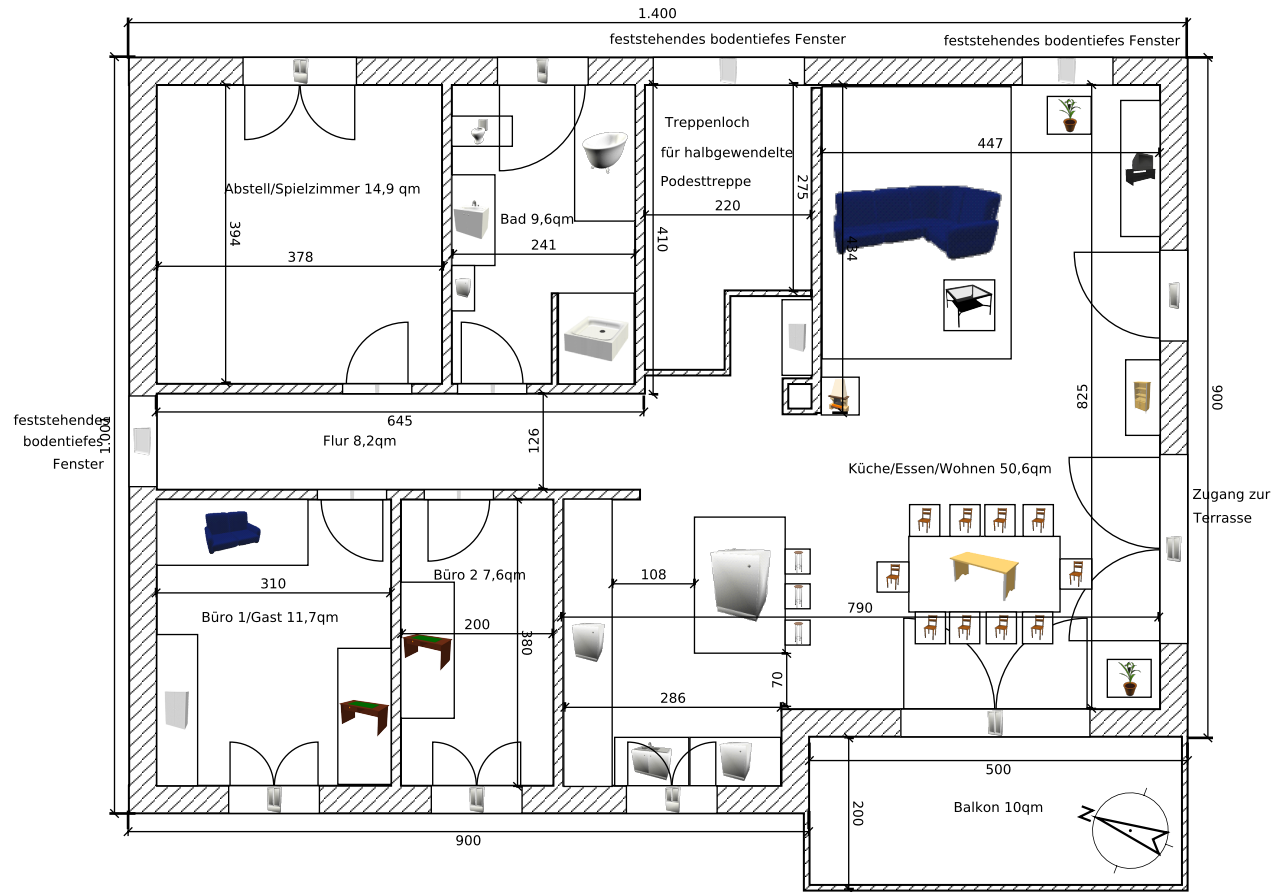 1.400
feststehendes bodentiefes Fenster
feststehendes bodentiefes Fenster
Treppenloch
für halbgewendelte
Podesttreppe
447
275
Abstell/Spielzimmer 14,9 qm
220
Bad 9,6qm
394
410
434
241
378
825
900
feststehendes
bodentiefes
Fenster
1.001
645
Flur 8,2qm
126
Küche/Essen/Wohnen 50,6qm
Zugang zur
Terrasse
Büro 2 7,6qm
108
310
790
Büro 1/Gast 11,7qm
200
380
70
286
500
Balkon 10qm
200
N
900